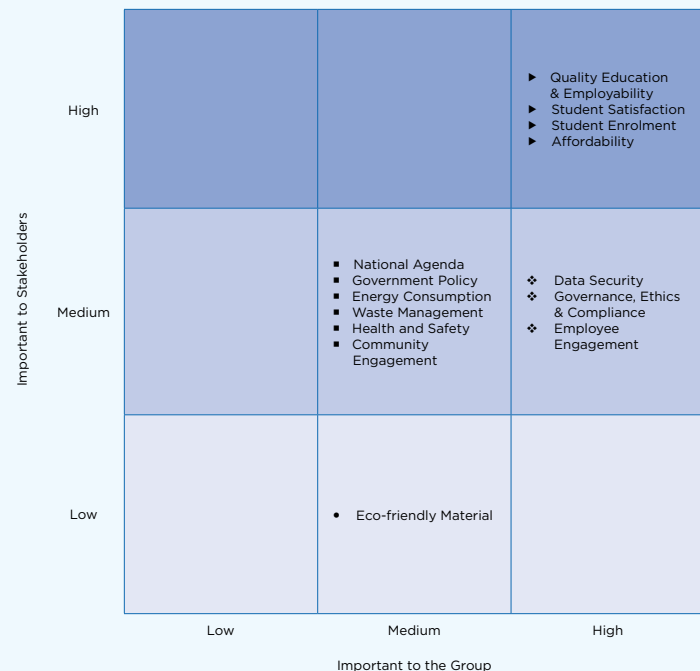 Important to Stakeholders
High
▶ Quality Education
& Employability
▶ Student Satisfaction
▶ Student Enrolment
▶ Affordability
Medium
■ National Agenda
■ Government Policy
■ Energy Consumption
■ Waste Management
■ Health and Safety
■ Community
Engagement
❖ Data Security
❖ Governance, Ethics
& Compliance
❖ Employee
Engagement
Low
• Eco-friendly Material
Low
Medium
High
Important to the Group